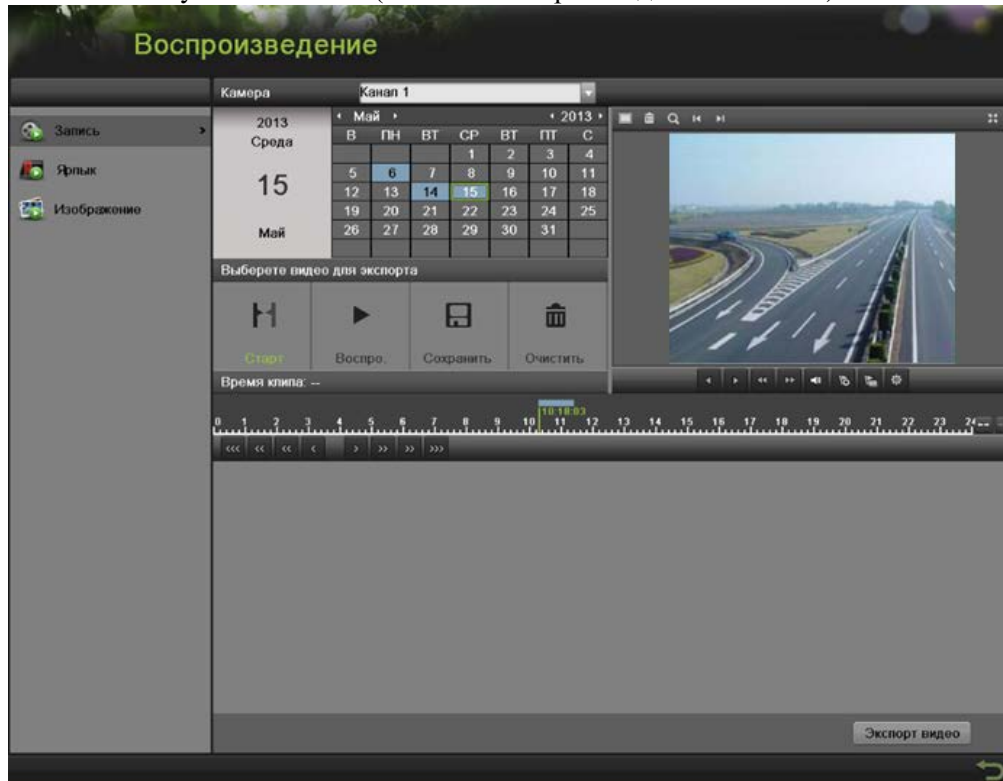 Воспроизведение
Камера Канал 1
Запись
Ярлык
Изображение
2013
Среда
15
Май
Май 2013
В ПН ВТ СР ВТ ПТ С
1 2 3 4
5 6 7 8 9 10 11
12 13 14 15 16 17 18
19 20 21 22 23 24 25
26 27 28 29 30 31
Выберете видео для экспорта
Старт Воспро. Сохранить Очистить
Время клипа: --
10:18:03
0 1 2 3 4 5 6 7 8 9 10 11 12 13 14 15 16 17 18 19 20 21 22 23 24
Экспорт видео